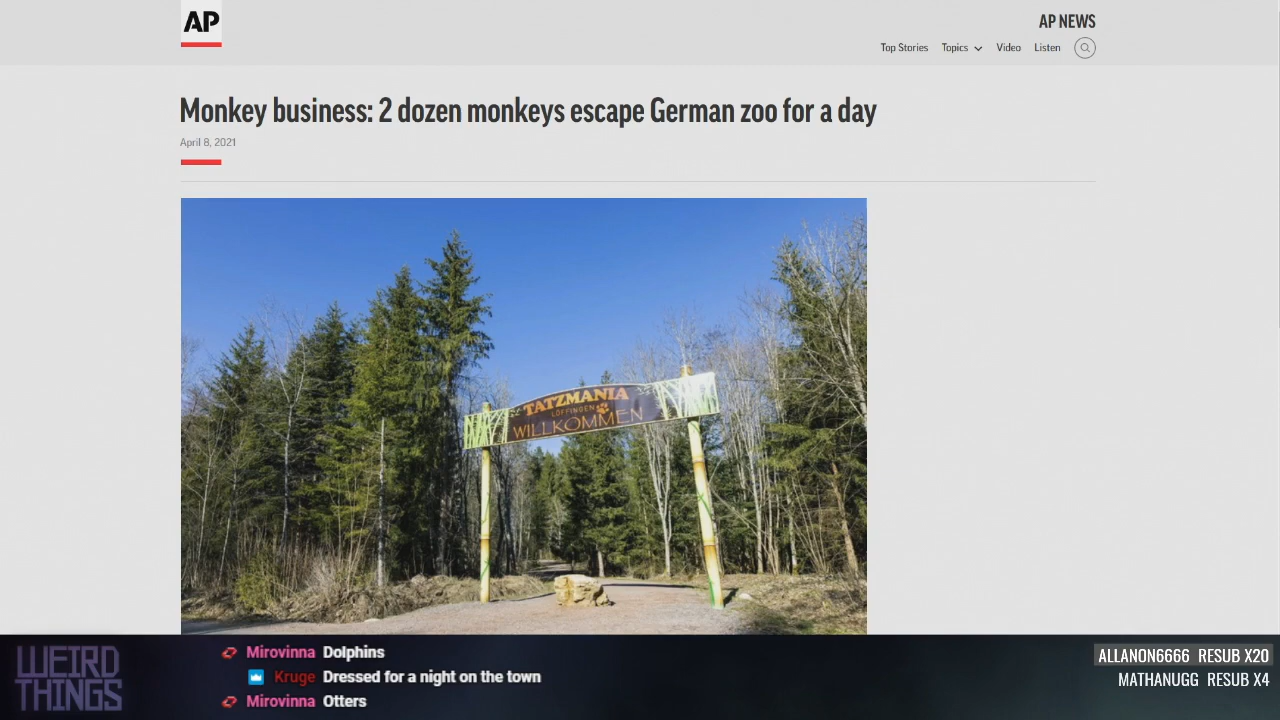 AP
AP NEWS
Top Stories Topics Video Listen
Monkey business: 2 dozen monkeys escape German zoo for a day
April 8, 2021
TATZMANIA
LÖFFINGEN
WILLKOMMEN
WEIRD
THINGS
Mirovinna Dolphins
Kruge Dressed for a night on the town
Mirovinna Otters
ALLANON6666 RESUB X20
MATHANUGG RESUB X4